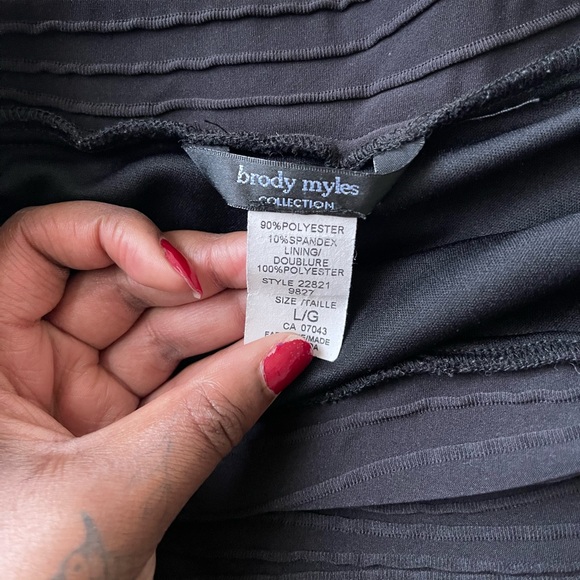 brody myles
COLLECTION
90%POLYESTER
10%SPANDEX
LINING/
DOUBLURE
100%POLYESTER
STYLE 22821
9827
SIZE /TAILLE
L/G
CA 07043